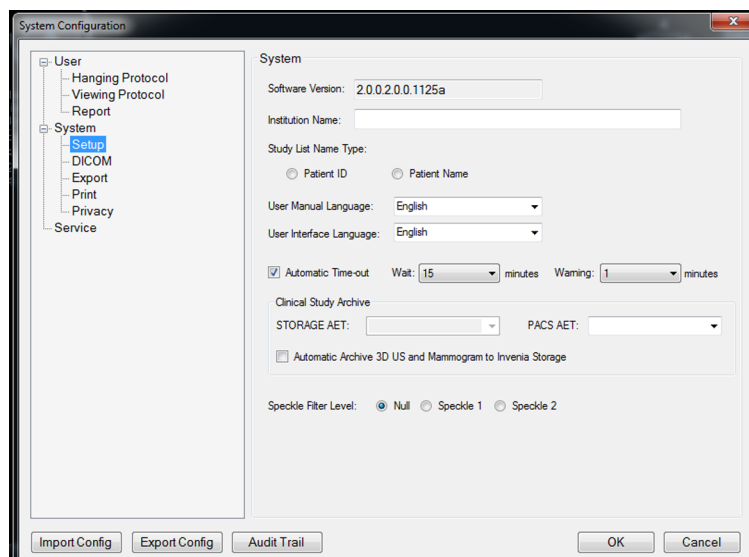 System Configuration
User
Hanging Protocol
Viewing Protocol
Report
System
Setup
DICOM
Export
Print
Privacy
Service
System
Software Version: 2.0.0.2.0.0.1125a
Institution Name:
Study List Name Type:
Patient ID Patient Name
User Manual Language: English
User Interface Language: English
Automatic Time-out Wait: 15 minutes Warning: 1 minutes
Clinical Study Archive
STORAGE AET: PACS AET:
Automatic Archive 3D US and Mammogram to Invenia Storage
Speckle Filter Level: Null Speckle 1 Speckle 2
Import Config Export Config Audit Trail OK Cancel